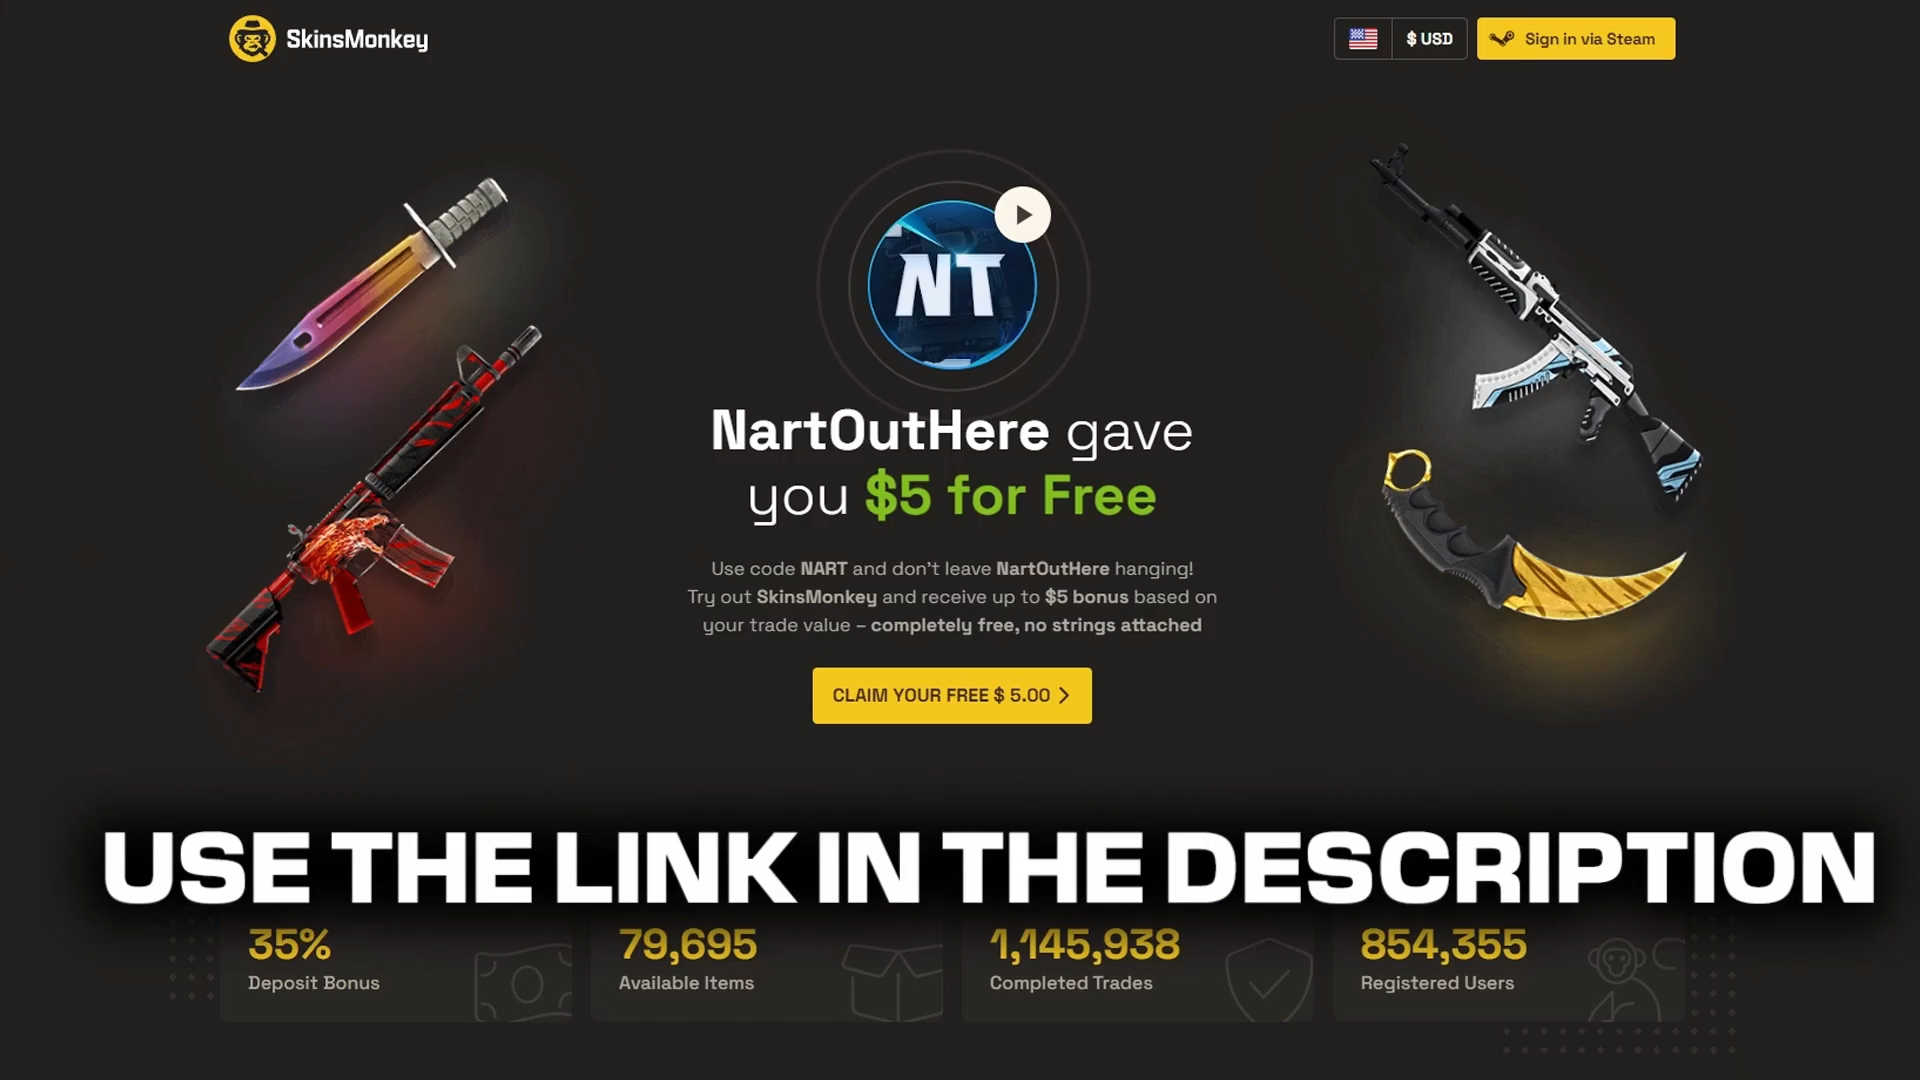 SkinsMonkey
$ USD
Sign in via Steam
NT
NartOutHere gave
you $5 for Free
Use code NART and don't leave NartOutHere hanging!
Try out SkinsMonkey and receive up to $5 bonus based on
your trade value – completely free, no strings attached
CLAIM YOUR FREE $ 5.00
USE THE LINK IN THE DESCRIPTION
35%
Deposit Bonus
79,695
Available Items
1,145,938
Completed Trades
854,355
Registered Users